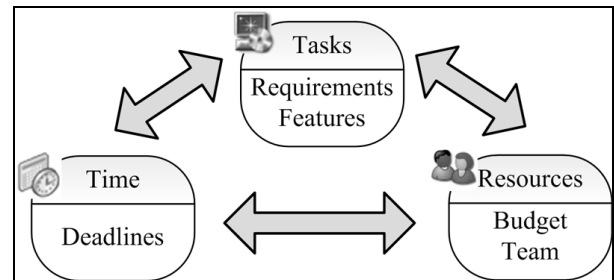 Tasks
Requirements
Features
Time
Deadlines
Resources
Budget
Team